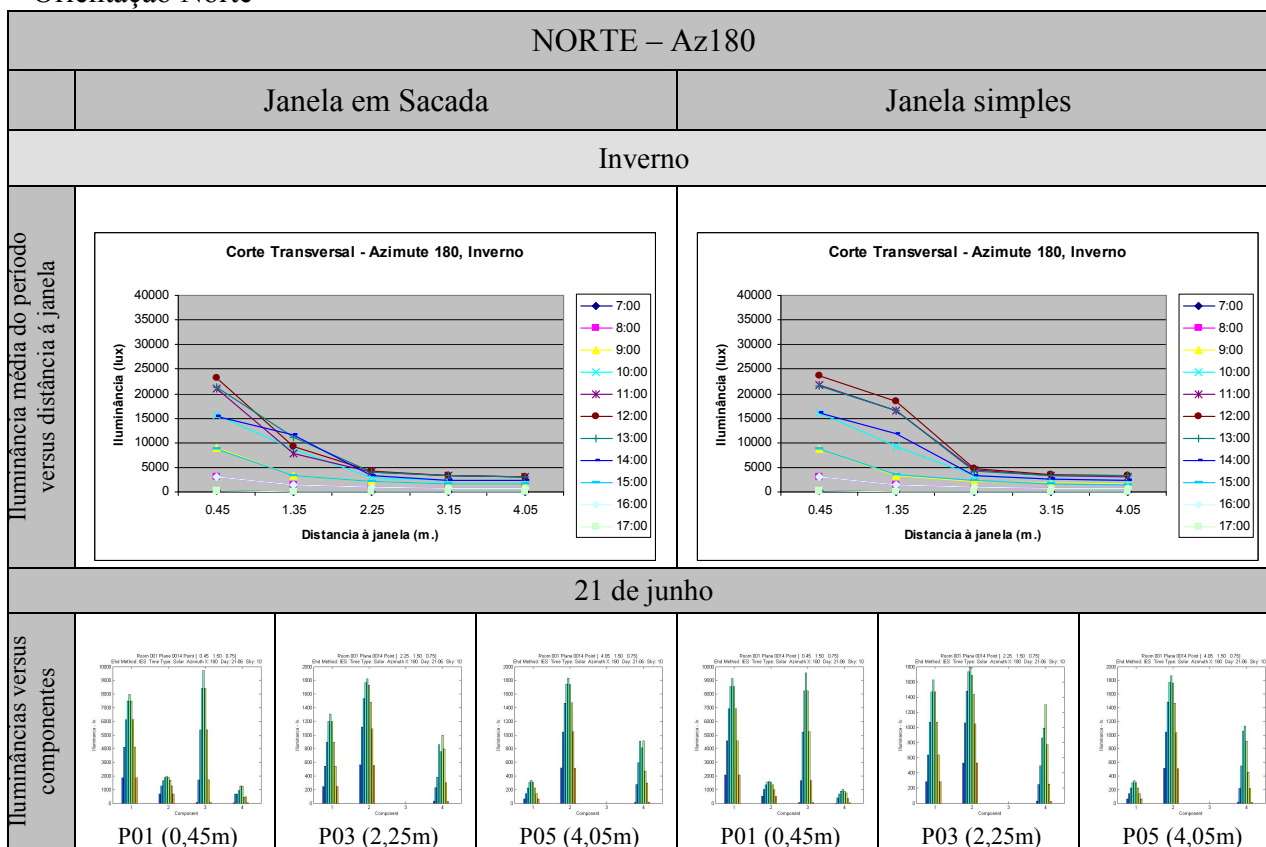 Orientação Norte
NORTE – Az180
Janela em Sacada
Janela simples
Inverno
Iluminância média do período
versus distância á janela
Corte Transversal - Azimute 180, Inverno
Iluminância (lux)
40000
35000
30000
25000
20000
15000
10000
5000
0
0.45 1.35 2.25 3.15 4.05
Distancia à janela (m.)
7:00
8:00
9:00
10:00
11:00
12:00
13:00
14:00
15:00
16:00
17:00
Corte Transversal - Azimute 180, Inverno
Iluminância (lux)
40000
35000
30000
25000
20000
15000
10000
5000
0
0.45 1.35 2.25 3.15 4.05
Distancia à janela (m.)
7:00
8:00
9:00
10:00
11:00
12:00
13:00
14:00
15:00
16:00
17:00
21 de junho
Iluminâncias versus
componentes
P01 (0,45m)
P03 (2,25m)
P05 (4,05m)
P01 (0,45m)
P03 (2,25m)
P05 (4,05m)